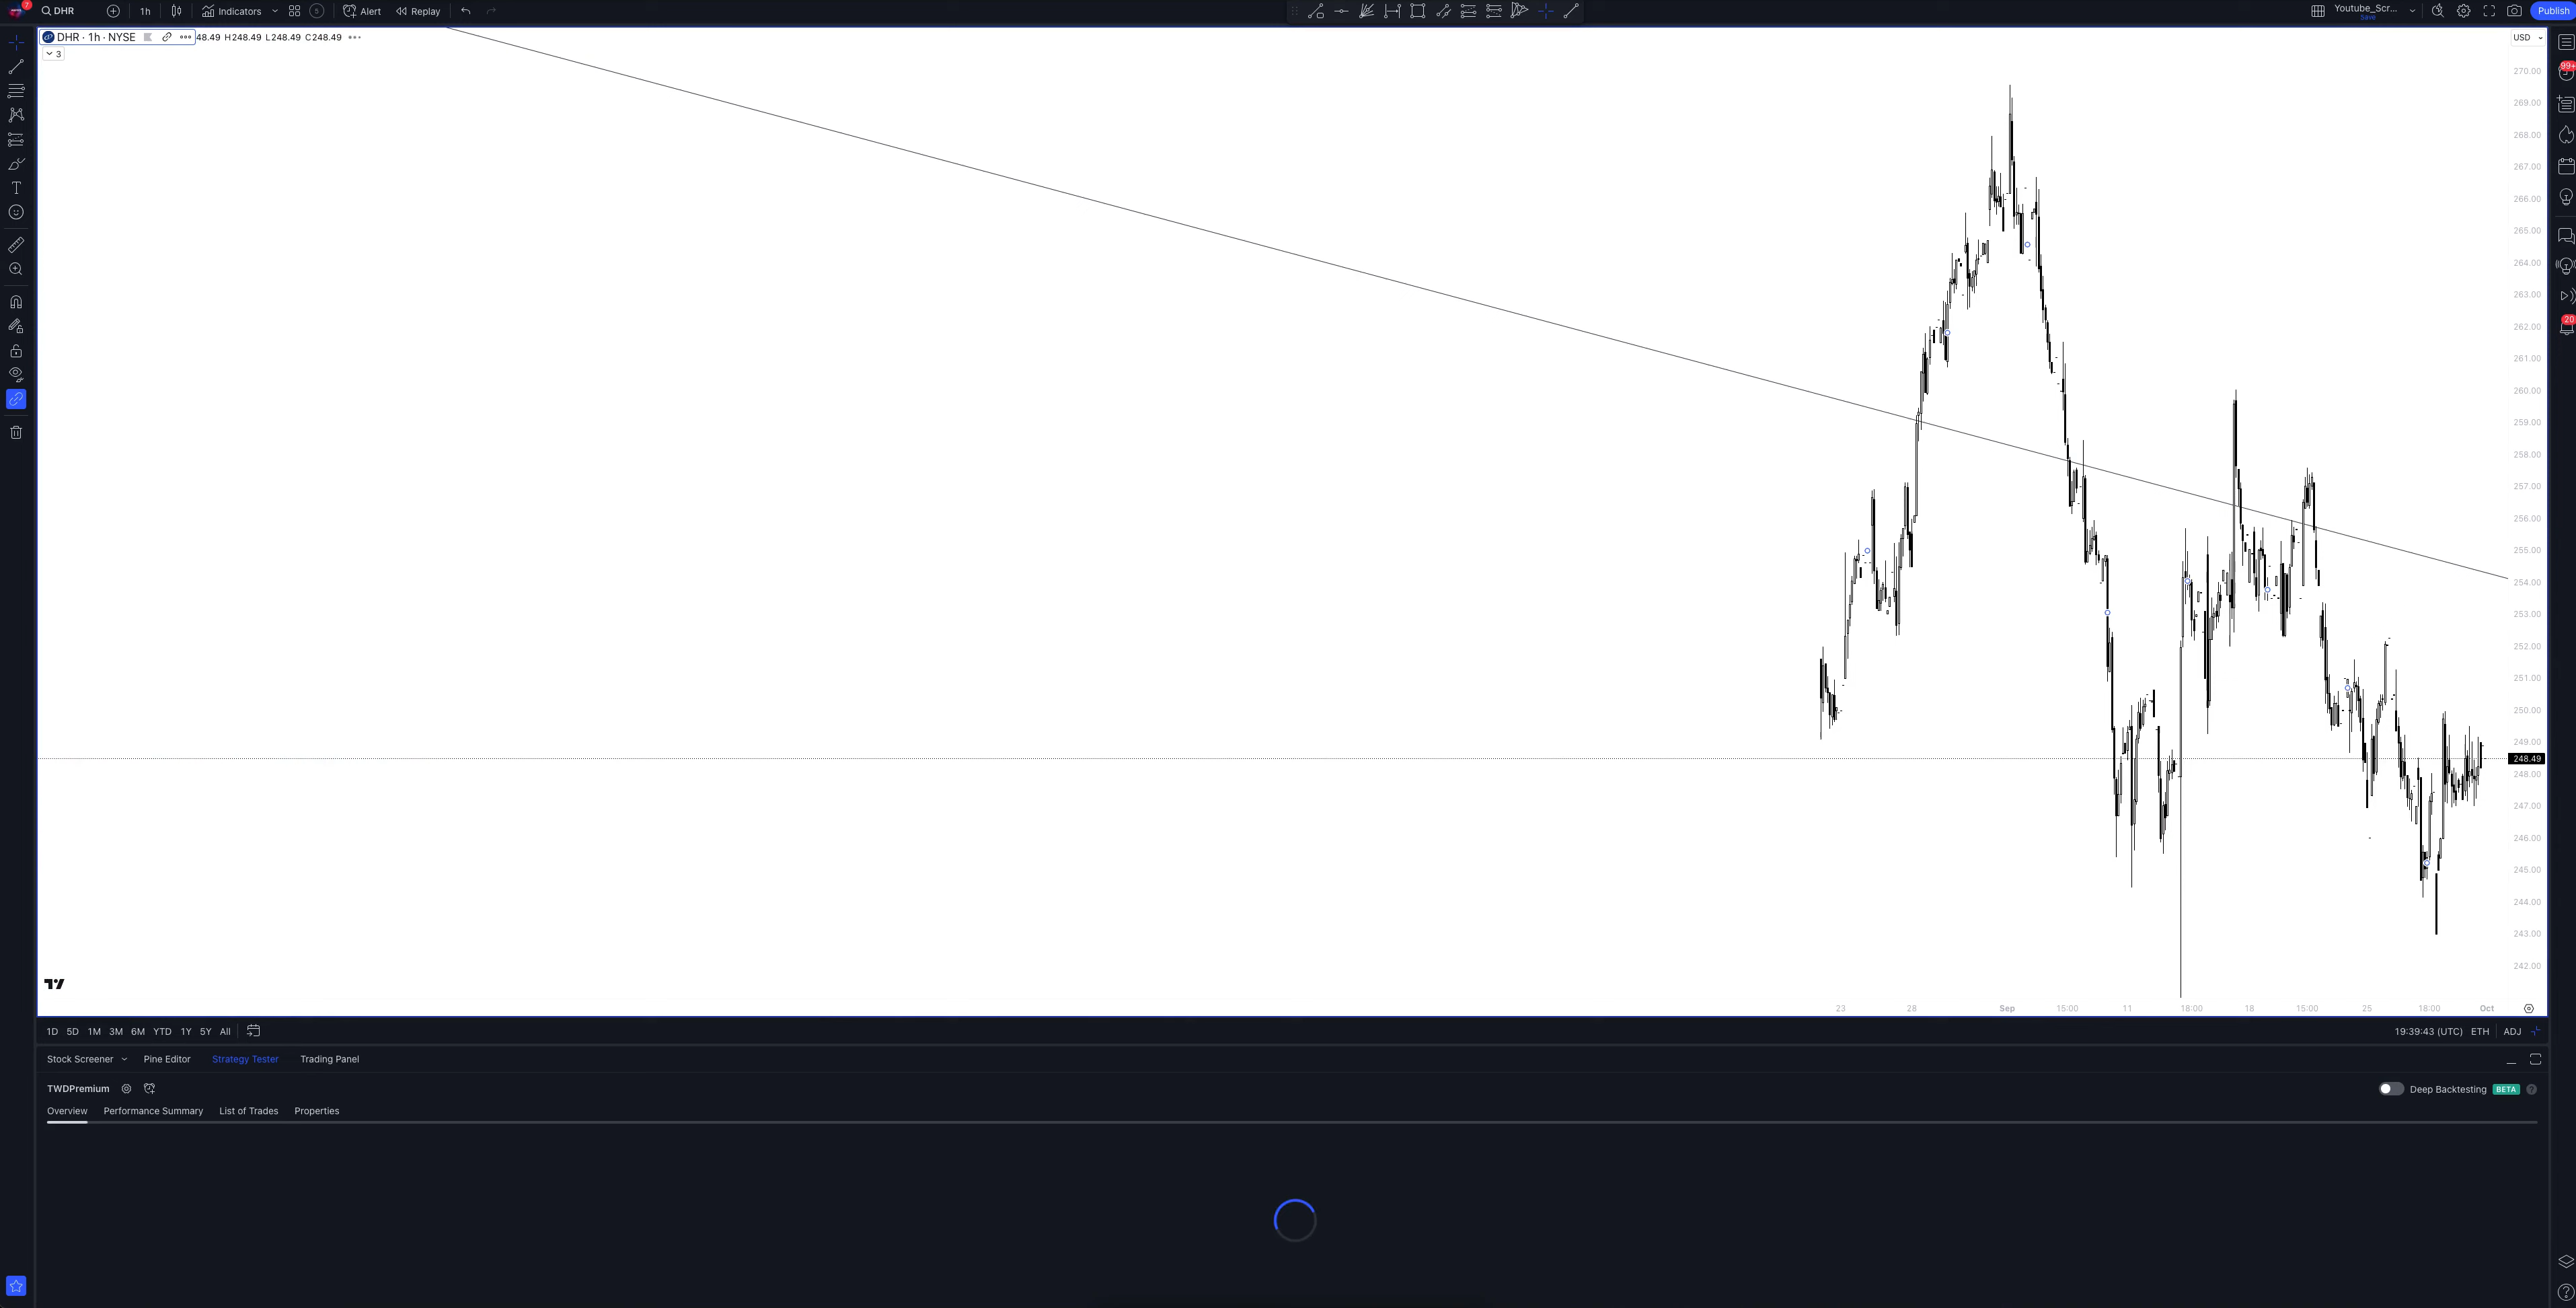 7
DHR
1h
Indicators
5
Alert
Replay
Youtube_Scr...
Save
Publish
DHR · 1h · NYSE
48.49 H248.49 L248.49 C248.49
3
USD
270.00
269.00
268.00
267.00
266.00
265.00
264.00
263.00
262.00
261.00
260.00
259.00
258.00
257.00
256.00
255.00
254.00
253.00
252.00
251.00
250.00
249.00
248.49
248.00
247.00
246.00
245.00
244.00
243.00
242.00
99+
20
23 28 Sep 15:00 11 18:00 18 15:00 25 18:00 Oct
1D 5D 1M 3M 6M YTD 1Y 5Y All
19:39:43 (UTC) ETH ADJ
Stock Screener Pine Editor Strategy Tester Trading Panel
TWDPremium
Deep Backtesting BETA ?
Overview Performance Summary List of Trades Properties